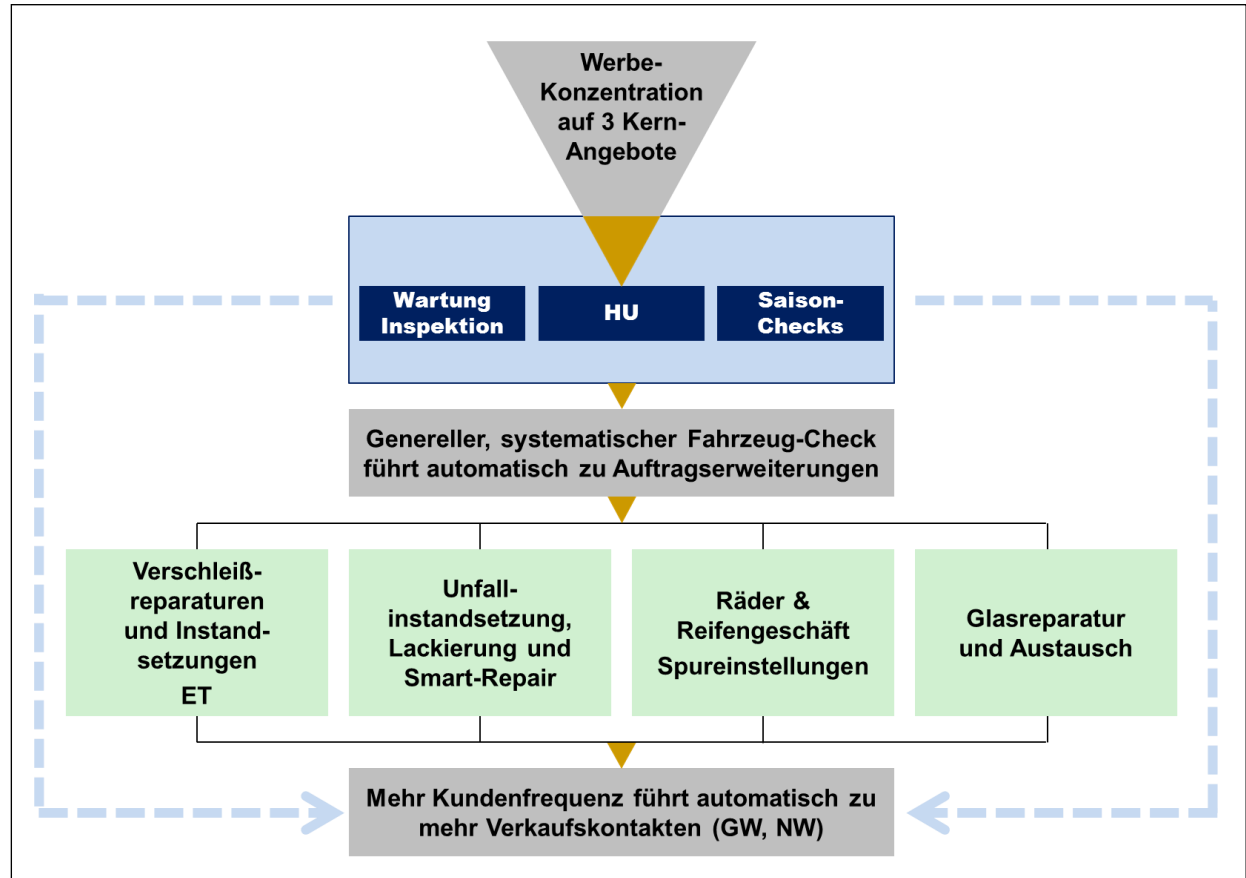 Werbe-
Konzentration
auf 3 Kern-
Angebote
Wartung
Inspektion
HU
Saison-
Checks
Genereller, systematischer Fahrzeug-Check
führt automatisch zu Auftragserweiterungen
Verschleiß-
reparaturen
und Instand-
setzungen
ET
Unfall-
instandsetzung,
Lackierung und
Smart-Repair
Räder &
Reifengeschäft
Spureinstellungen
Glasreparatur
und Austausch
Mehr Kundenfrequenz führt automatisch zu
mehr Verkaufskontakten (GW, NW)